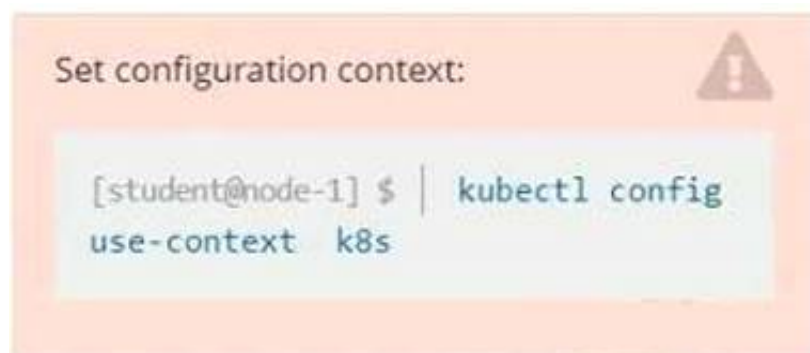 Set configuration context:
[student@node-1] $ | kubectl config
use-context k8s